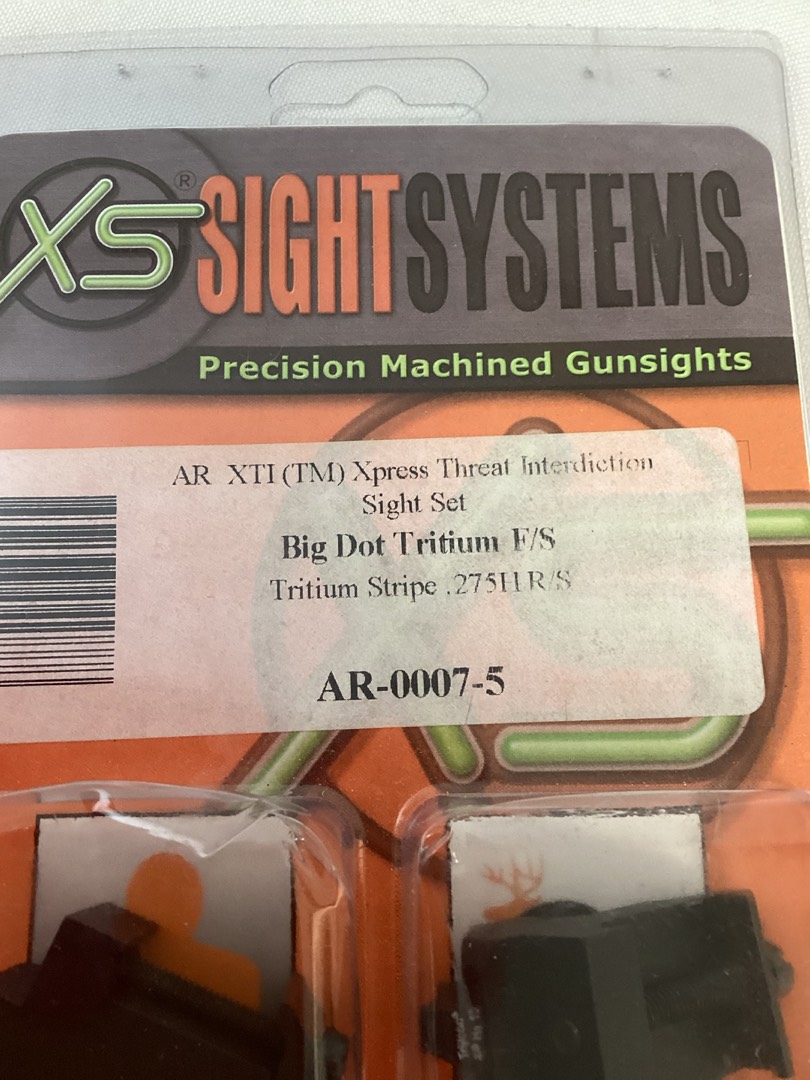 XS® SIGHTSYSTEMS
Precision Machined Gunsights
AR XTI (TM) Xpress Threat Interdiction
Sight Set
Big Dot Tritium F/S
Tritium Stripe .275H R/S
AR-0007-5